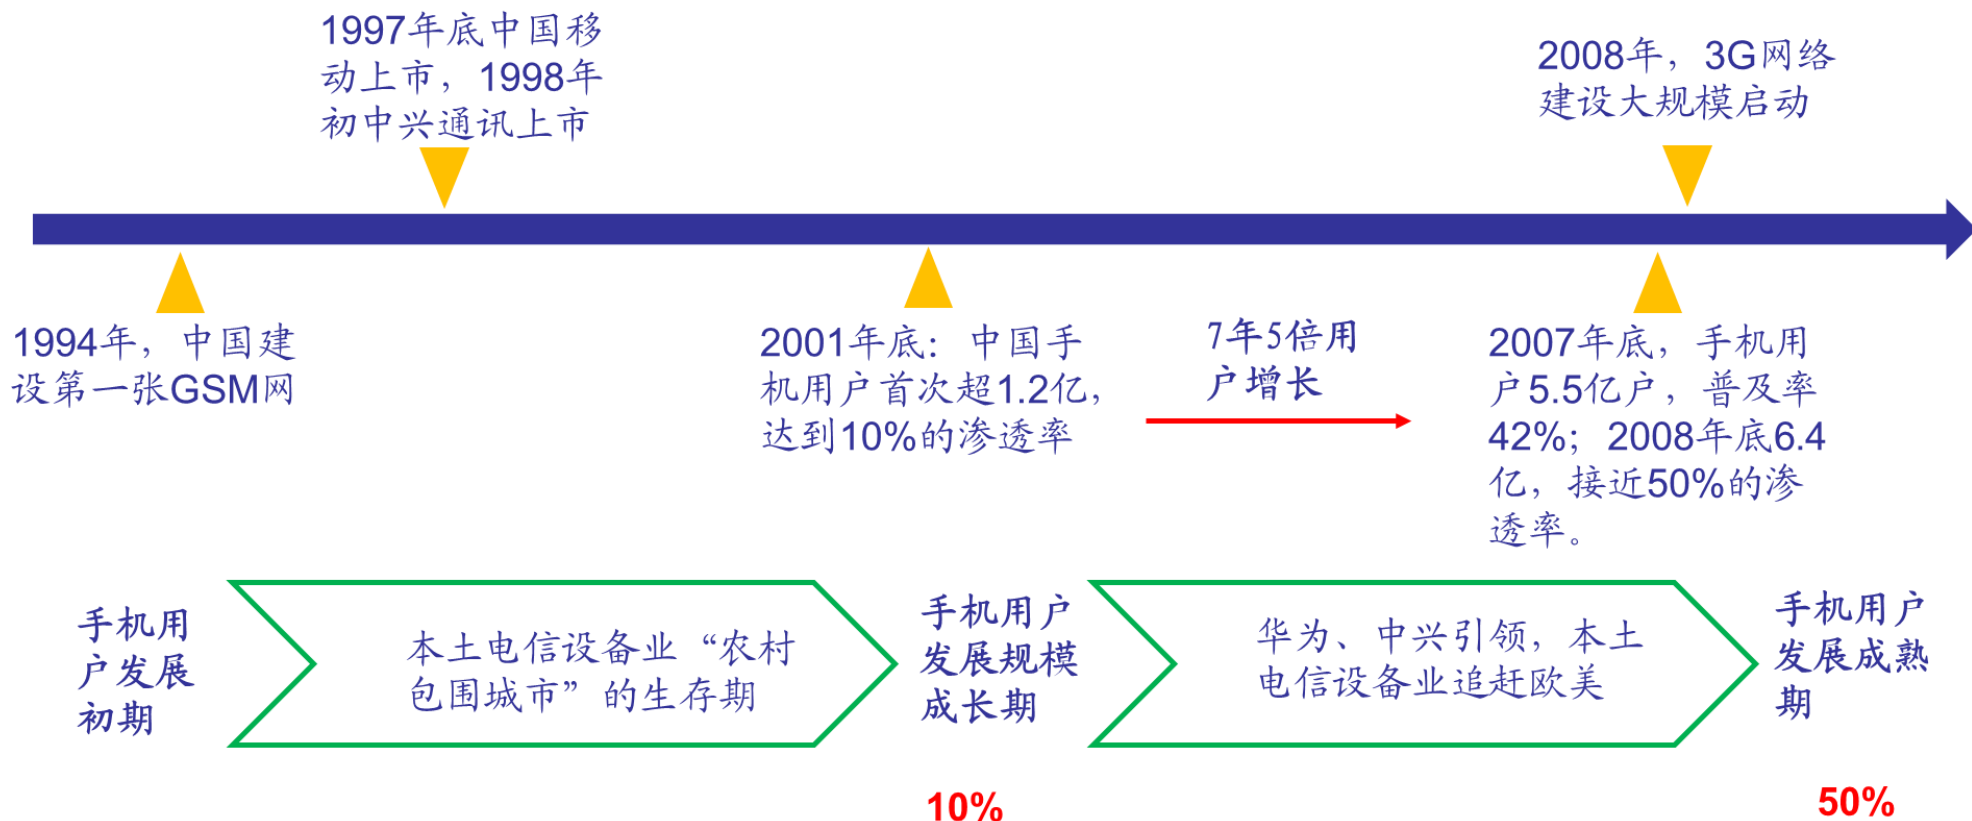 1997年底中国移
动上市，1998年
初中兴通讯上市
2008年，3G网络
建设大规模启动
1994年，中国建
设第一张GSM网
2001年底：中国手
机用户首次超1.2亿，
达到10%的渗透率
7年5倍用
户增长
2007年底，手机用
户5.5亿户，普及率
42%；2008年底6.4
亿，接近50%的渗
透率。
手机用
户发展
初期
本土电信设备业“农村
包围城市”的生存期
手机用户
发展规模
成长期
华为、中兴引领，本土
电信设备业追赶欧美
手机用户
发展成熟
期
10%
50%